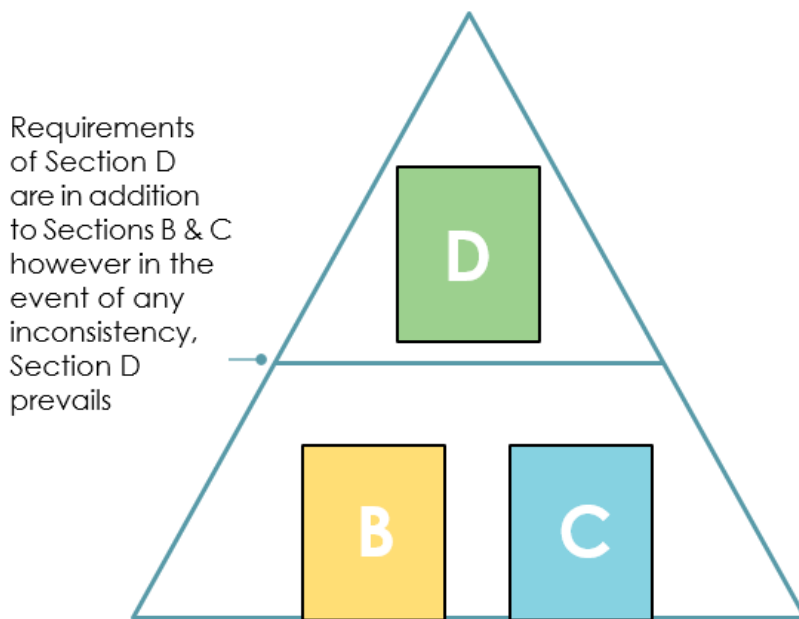 Requirements
of Section D
are in addition
to Sections B & C
however in the
event of any
inconsistency,
Section D
prevails
D
B
C